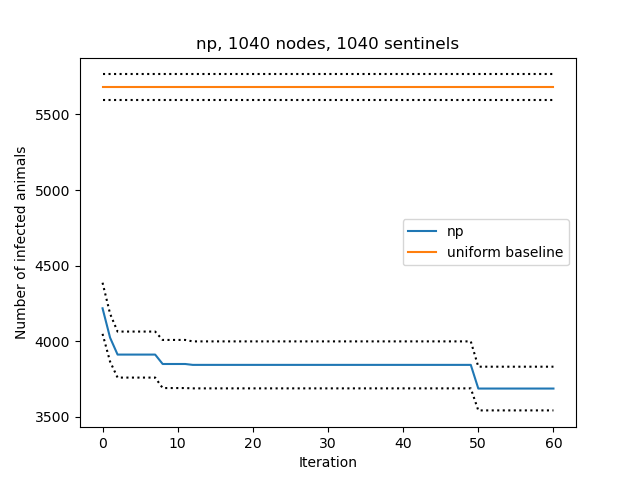 np, 1040 nodes, 1040 sentinels
Number of infected animals
5500
5000
4500
4000
3500
np
uniform baseline
0 10 20 30 40 50 60
Iteration